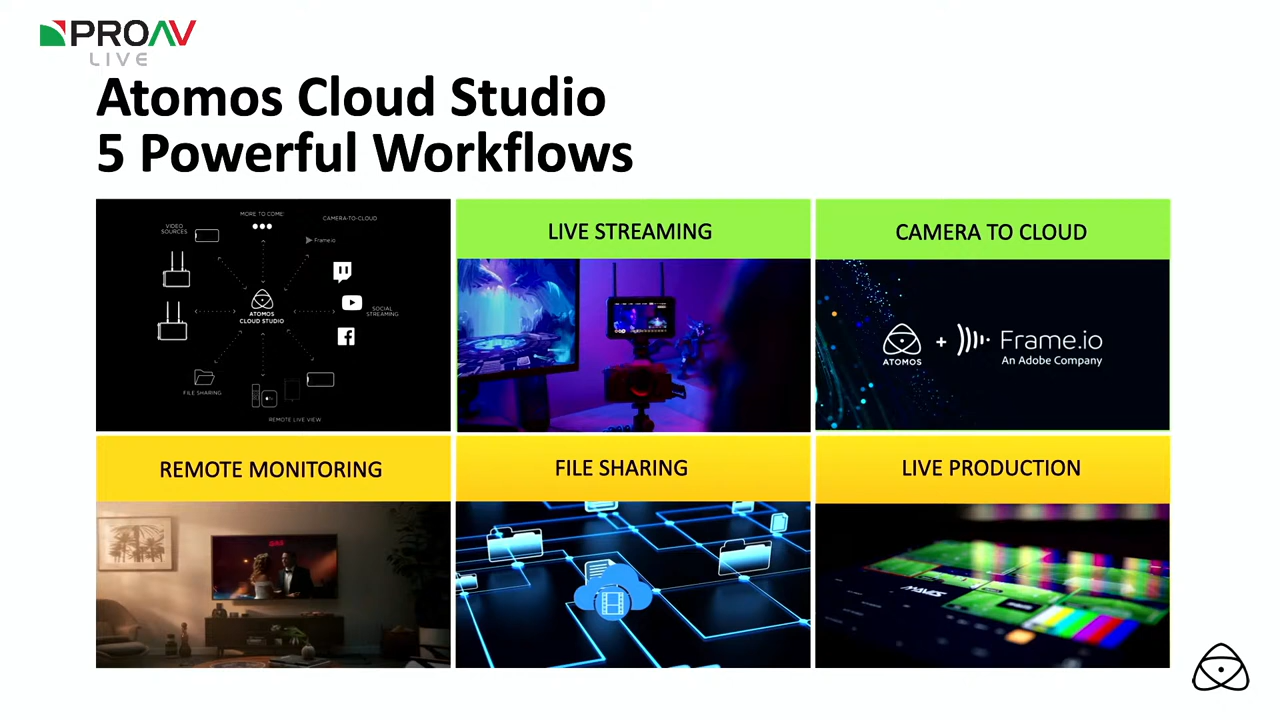 PROAV
LIVE
Atomos Cloud Studio
5 Powerful Workflows
MORE TO COME
CAMERA-TO-CLOUD
VIDEO
SOURCES
Frame.io
ATOMOS
CLOUD STUDIO
SOCIAL
STREAMING
FILE SHARING
REMOTE LIVE VIEW
LIVE STREAMING
CAMERA TO CLOUD
ATOMOS
+
Frame.io
An Adobe Company
REMOTE MONITORING
FILE SHARING
LIVE PRODUCTION
MAVIS